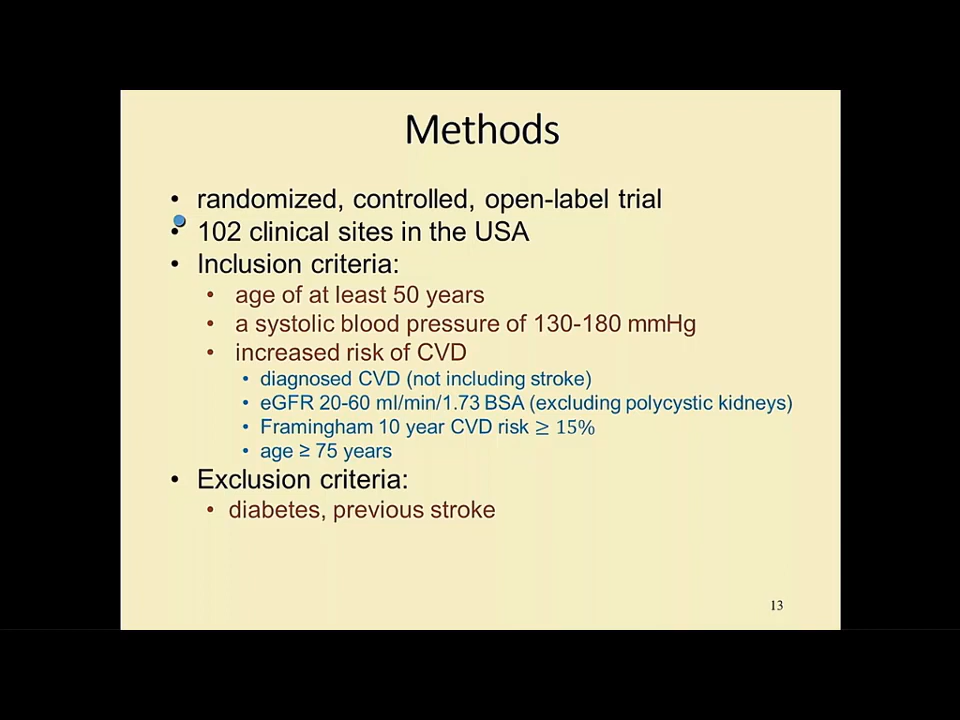 Methods
• randomized, controlled, open-label trial
• 102 clinical sites in the USA
• Inclusion criteria:
• age of at least 50 years
• a systolic blood pressure of 130-180 mmHg
• increased risk of CVD
• diagnosed CVD (not including stroke)
• eGFR 20-60 ml/min/1.73 BSA (excluding polycystic kidneys)
• Framingham 10 year CVD risk ≥ 15%
• age ≥ 75 years
• Exclusion criteria:
• diabetes, previous stroke
13